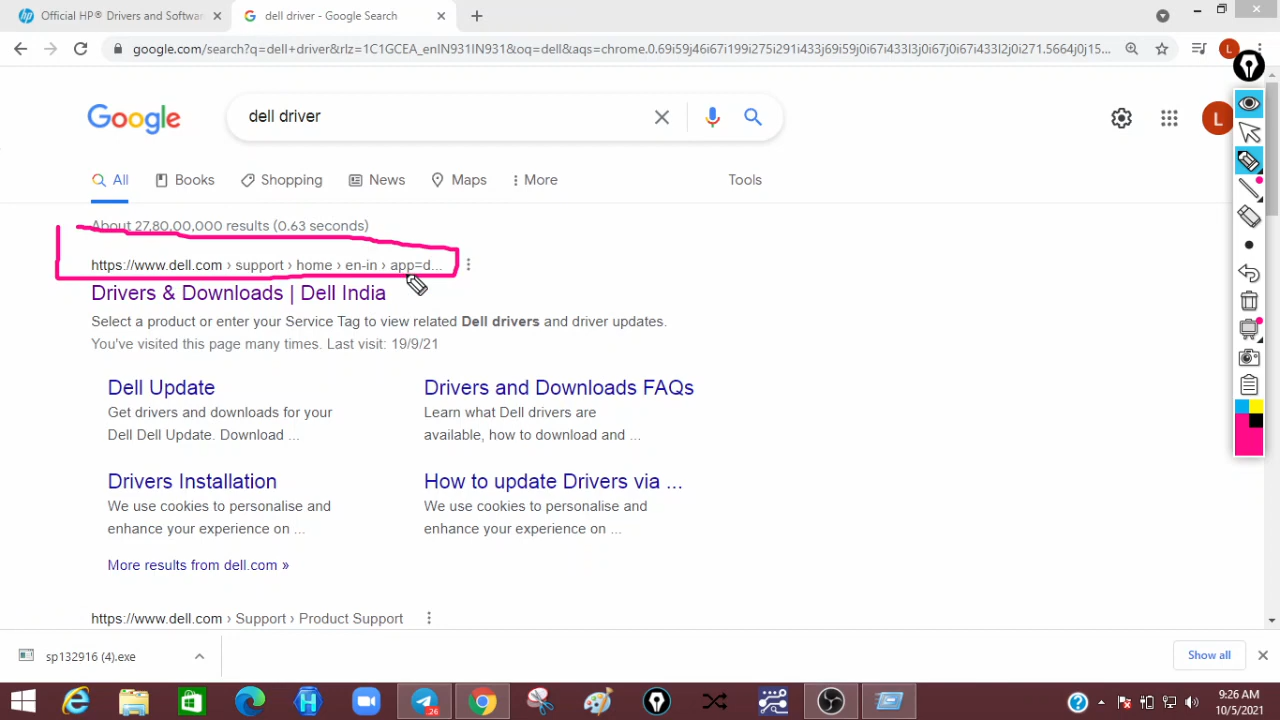 Official HP® Drivers and Softwar
dell driver - Google Search
google.com/search?q=dell+driver&rlz=1C1GCEA_enIN931IN931&oq=dell&aqs=chrome.0.69i59j46i67i199i275i291i433j69i59j0i67i433l3j0i67j0i67i433l2j0i271.5664j0j15...
L
Google
dell driver
L
All
Books
Shopping
News
Maps
More
Tools
About 27,80,00,000 results (0.63 seconds)
https://www.dell.com › support › home › en-in › app=d...
Drivers & Downloads | Dell India
Select a product or enter your Service Tag to view related Dell drivers and driver updates.
You've visited this page many times. Last visit: 19/9/21
Dell Update
Get drivers and downloads for your
Dell Dell Update. Download ...
Drivers and Downloads FAQs
Learn what Dell drivers are
available, how to download and ...
Drivers Installation
We use cookies to personalise and
enhance your experience on ...
How to update Drivers via ...
We use cookies to personalise and
enhance your experience on ...
More results from dell.com »
https://www.dell.com › Support › Product Support
sp132916 (4).exe
Show all
26
9:26 AM
10/5/2021